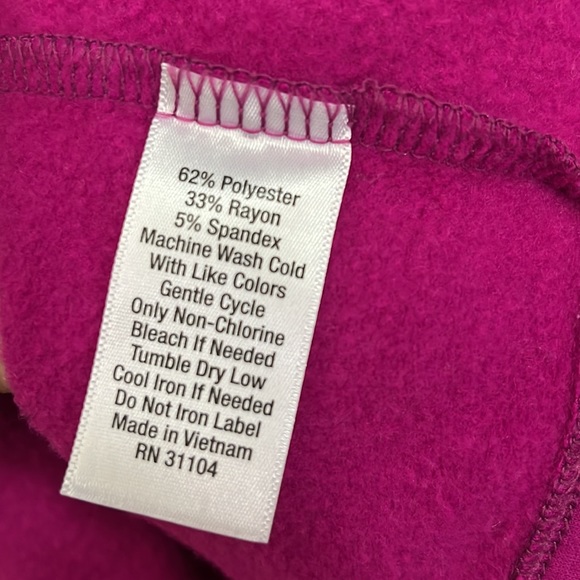 62% Polyester
33% Rayon
5% Spandex
Machine Wash Cold
With Like Colors
Gentle Cycle
Only Non-Chlorine
Bleach If Needed
Tumble Dry Low
Cool Iron If Needed
Do Not Iron Label
Made in Vietnam
RN 31104